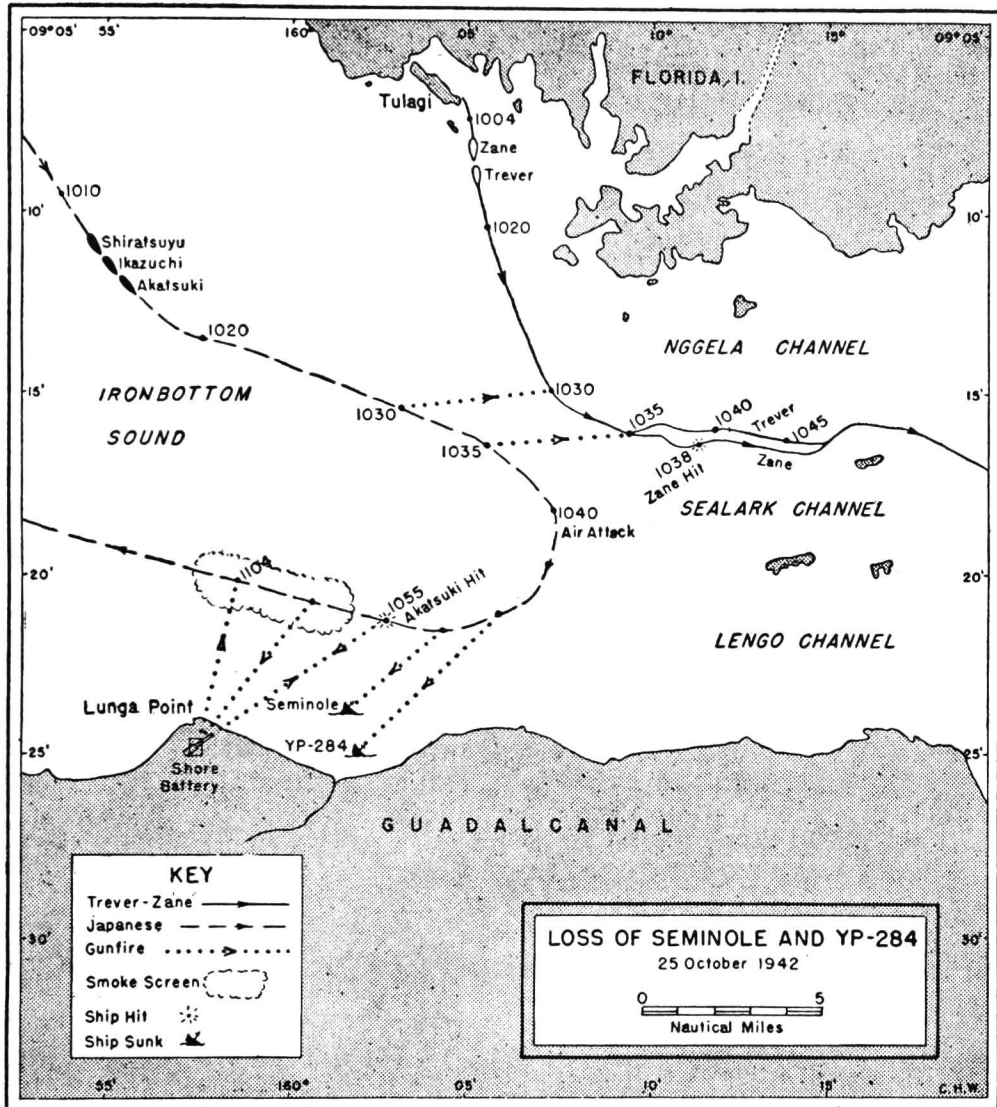 09°05' 55' 160° 05' 10' 15° 09°05'
FLORIDA, I.
Tulagi
1004
Zane
Trever
1010
10'
1020
10'
Shiratsuyu
Ikazuchi
Akatsuki
1020
NGGELA CHANNEL
IRONBOTTOM
SOUND
15'
1030
1030
15'
1035
1040
Trever
1045
1035
1038
Zane Hit
Zane
SEALARK CHANNEL
1040
Air Attack
20'
1104
1055
Akatsuki Hit
20'
LENGO CHANNEL
Lunga Point
Seminole
YP-284
25'
25'
Shore
Battery
GUADALCANAL
KEY
Trever-Zane
Japanese
Gunfire
Smoke Screen
Ship Hit
Ship Sunk
30'
30'
LOSS OF SEMINOLE AND YP-284
25 October 1942
0 5
Nautical Miles
55' 160° 05' 10' 15'
C.H.W.